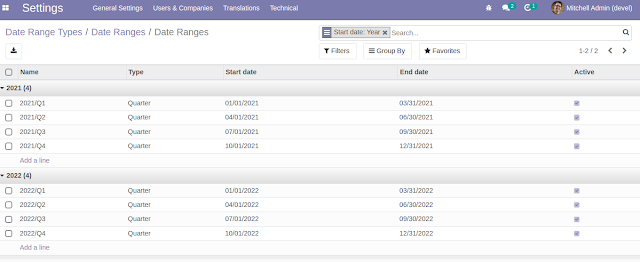 Settings General Settings Users & Companies Translations Technical 2 1 Mitchell Admin (devel)
Date Range Types / Date Ranges / Date Ranges Start date: Year × Search...
Filters Group By Favorites 1-2 / 2
Name Type Start date End date Active
2021 (4)
2021/Q1 Quarter 01/01/2021 03/31/2021
2021/Q2 Quarter 04/01/2021 06/30/2021
2021/Q3 Quarter 07/01/2021 09/30/2021
2021/Q4 Quarter 10/01/2021 12/31/2021
Add a line
2022 (4)
2022/Q1 Quarter 01/01/2022 03/31/2022
2022/Q2 Quarter 04/01/2022 06/30/2022
2022/Q3 Quarter 07/01/2022 09/30/2022
2022/Q4 Quarter 10/01/2022 12/31/2022
Add a line